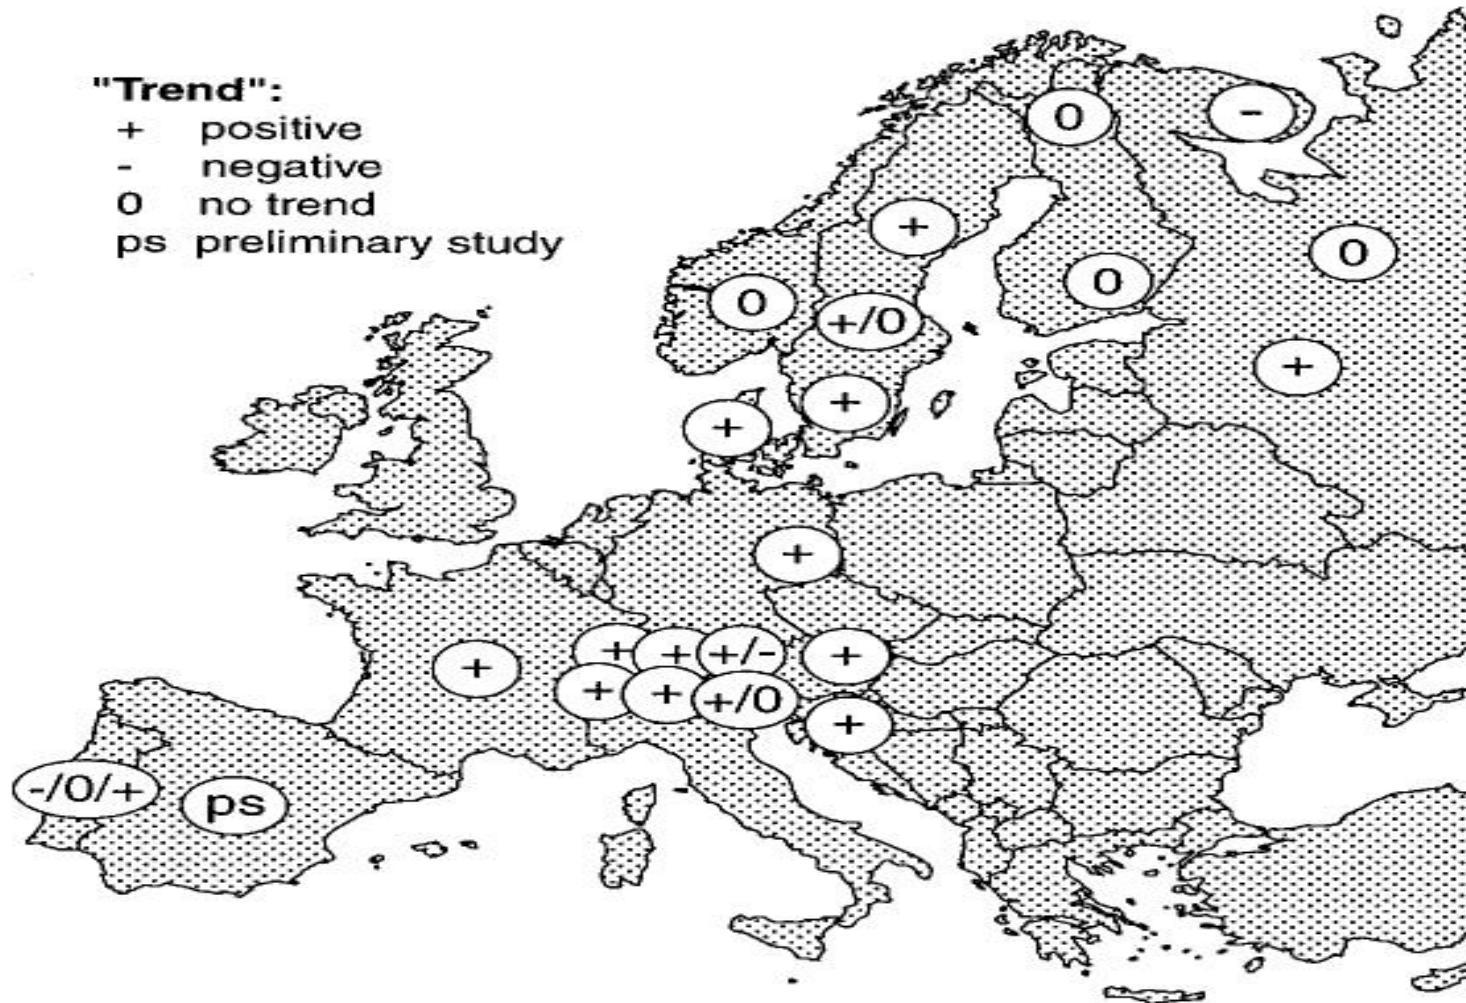 "Trend":
+ positive
- negative
0 no trend
ps preliminary study
0
-
+
0
0
0
+/0
+
+
+
+
+
+ + +/- +
+
+ + +/0
+
-/0/+
ps